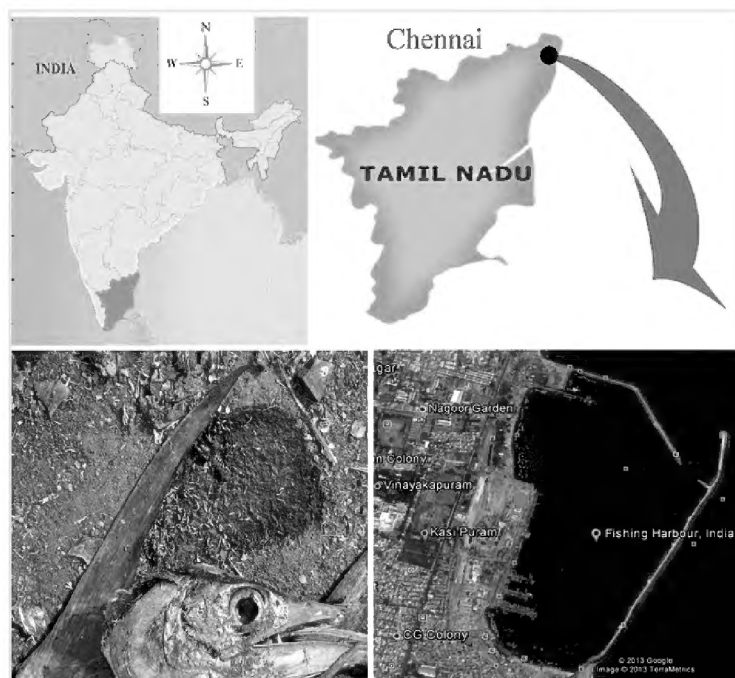 INDIA
N
W E
S
Chennai
TAMIL NADU
agar
Nagoor Garden
n Colony
Vinayakapuram
Kasi Puram
Fishing Harbour, India
CG Colony
© 2013 Google
Image © 2013 TerraMetrics